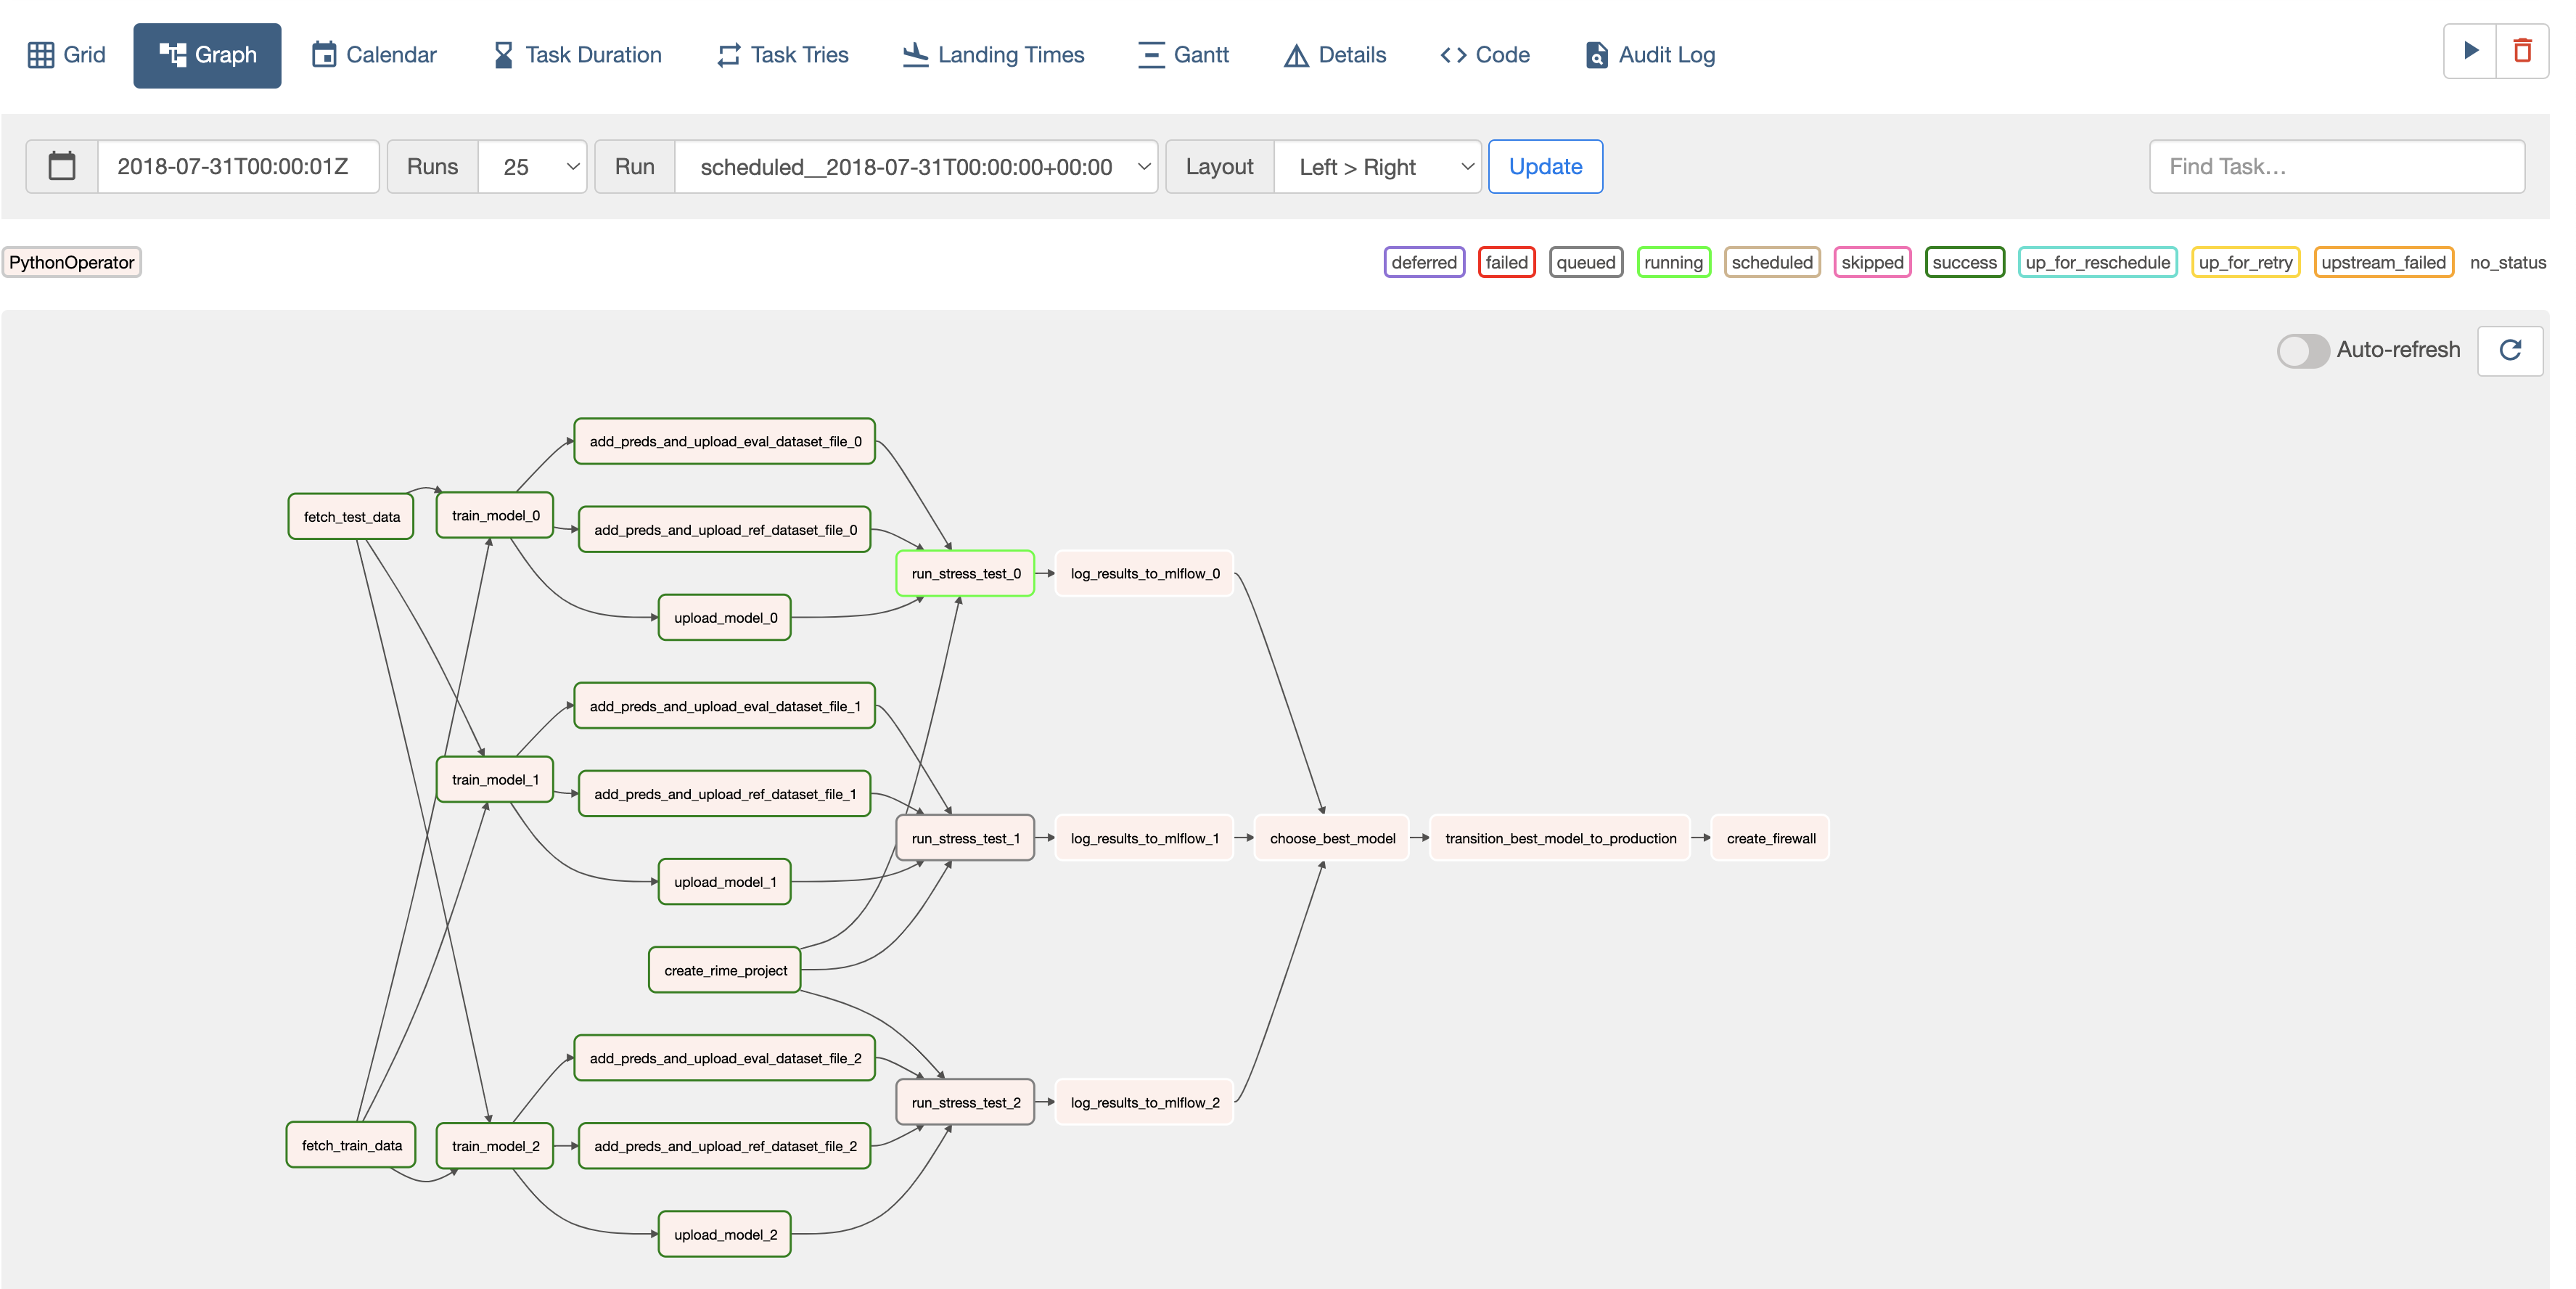 Grid Graph Calendar Task Duration Task Tries Landing Times Gantt Details Code Audit Log
2018-07-31T00:00:01Z Runs 25 Run scheduled__2018-07-31T00:00:00+00:00 Layout Left > Right Update Find Task...
PythonOperator deferred failed queued running scheduled skipped success up_for_reschedule up_for_retry upstream_failed no_status
Auto-refresh
add_preds_and_upload_eval_dataset_file_0
fetch_test_data train_model_0
add_preds_and_upload_ref_dataset_file_0
run_stress_test_0 log_results_to_mlflow_0
upload_model_0
add_preds_and_upload_eval_dataset_file_1
train_model_1
add_preds_and_upload_ref_dataset_file_1
run_stress_test_1 log_results_to_mlflow_1 choose_best_model transition_best_model_to_production create_firewall
upload_model_1
create_rime_project
add_preds_and_upload_eval_dataset_file_2
run_stress_test_2 log_results_to_mlflow_2
fetch_train_data train_model_2 add_preds_and_upload_ref_dataset_file_2
upload_model_2